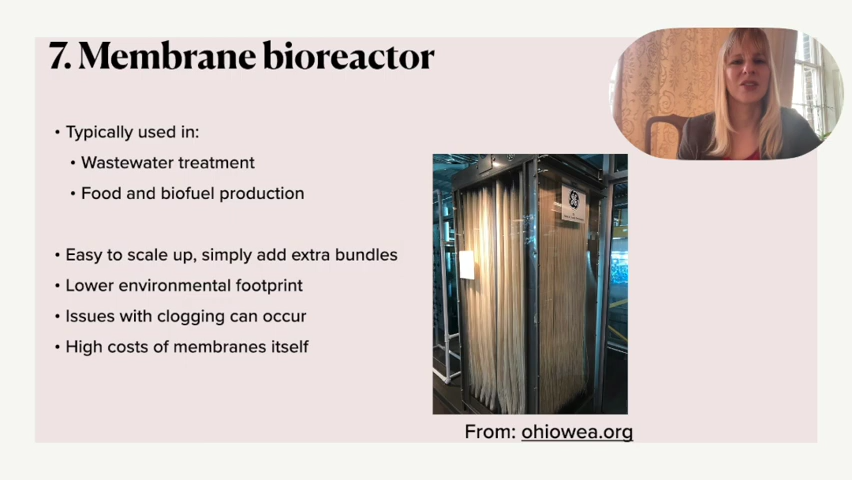 7. Membrane bioreactor
• Typically used in:
• Wastewater treatment
• Food and biofuel production
• Easy to scale up, simply add extra bundles
• Lower environmental footprint
• Issues with clogging can occur
• High costs of membranes itself
From: ohiowea.org